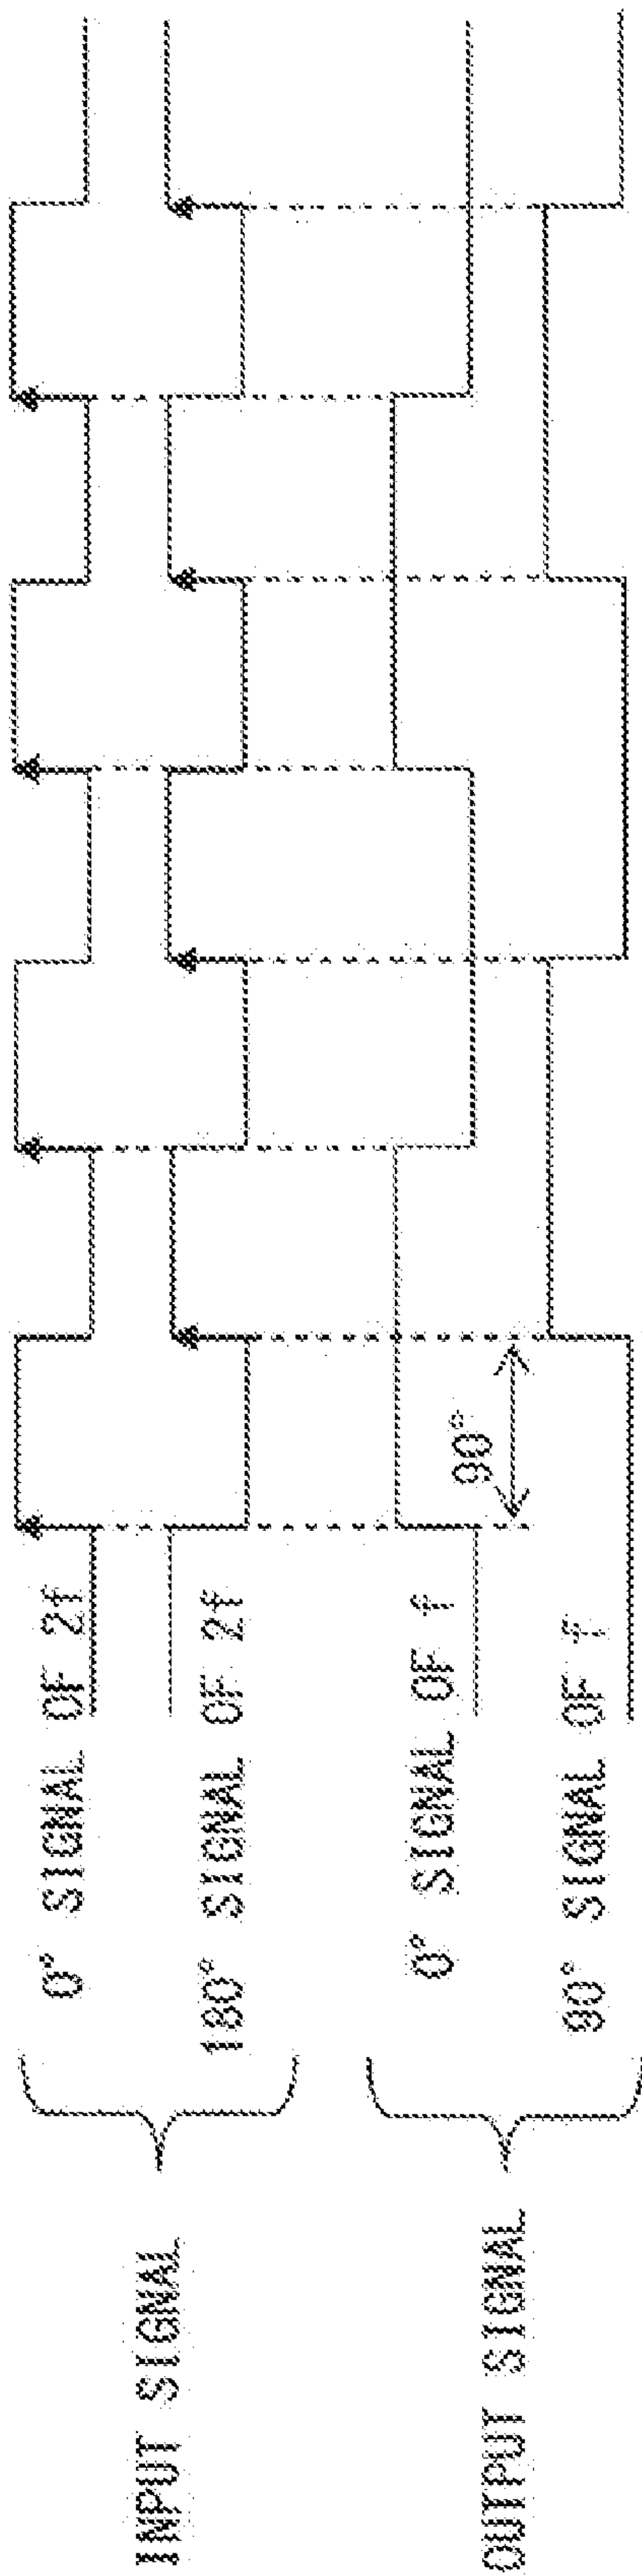 INPUT SIGNAL
0° SIGNAL OF 2f
180° SIGNAL OF 2f
OUTPUT SIGNAL
0° SIGNAL OF f
90° SIGNAL OF f
90°